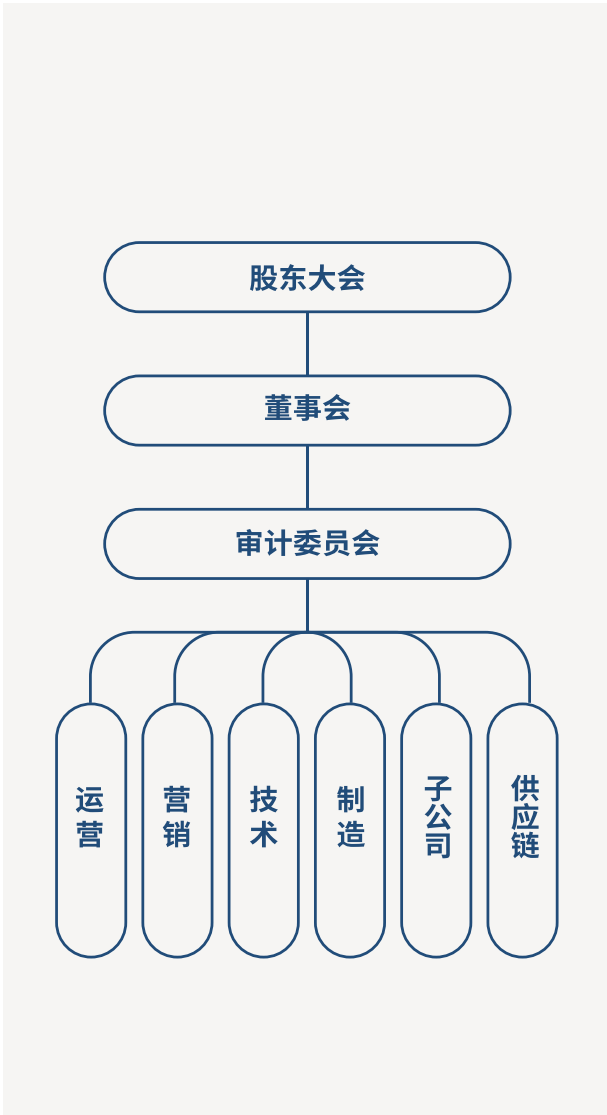 股东大会
董事会
审计委员会
运营
营销
技术
制造
子公司
供应链